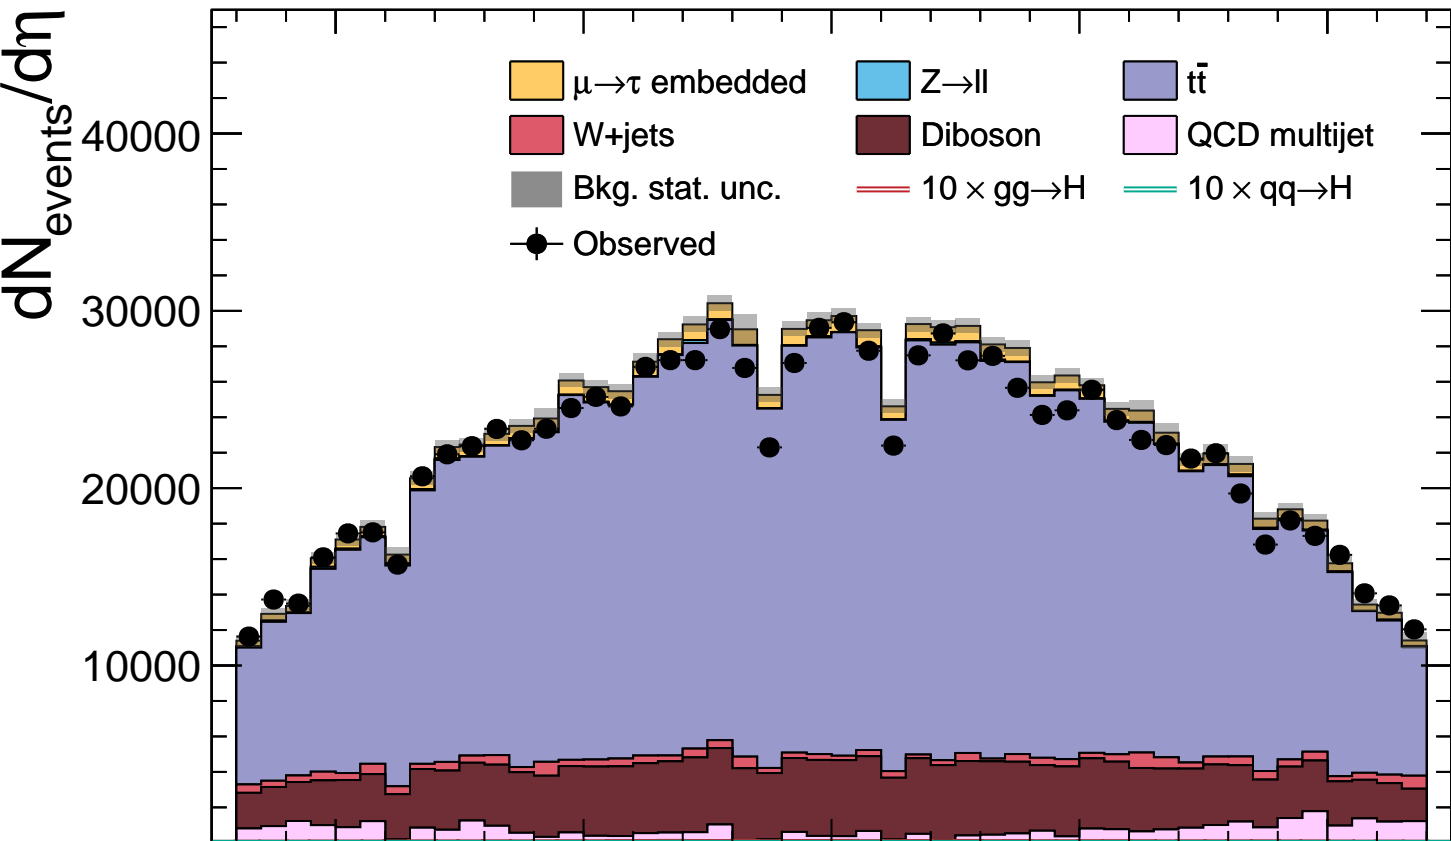 dN_events/dη
40000
30000
20000
10000
μ→τ embedded
Z→ll
tt̄
W+jets
Diboson
QCD multijet
Bkg. stat. unc.
10 × gg→H
10 × qq→H
Observed